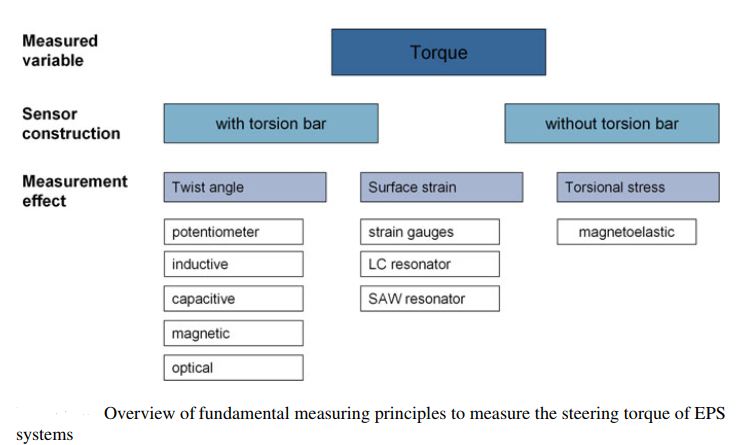 Measured
variable
Torque
Sensor
construction
with torsion bar
without torsion bar
Measurement
effect
Twist angle
Surface strain
Torsional stress
potentiometer
strain gauges
magnetoelastic
inductive
LC resonator
capacitive
SAW resonator
magnetic
optical
Overview of fundamental measuring principles to measure the steering torque of EPS
systems